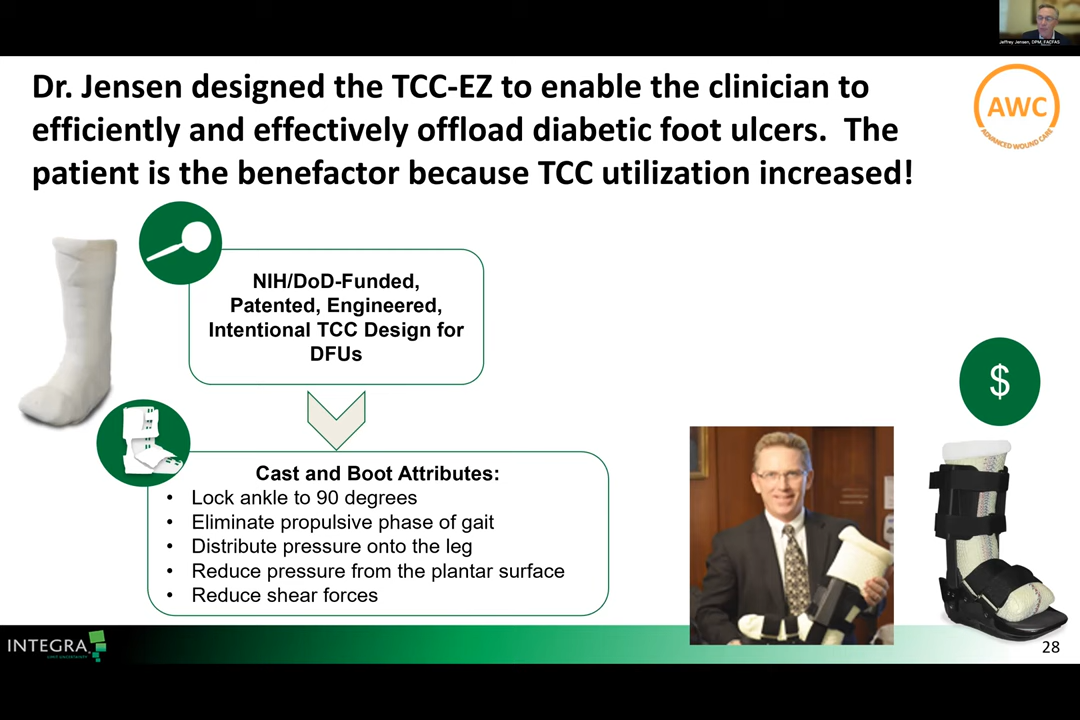 Jeffrey Jensen, DPM, FACFAS
Dr. Jensen designed the TCC-EZ to enable the clinician to
efficiently and effectively offload diabetic foot ulcers.  The
patient is the benefactor because TCC utilization increased!
AWC
ADVANCED WOUND CARE
NIH/DoD-Funded,
Patented, Engineered,
Intentional TCC Design for
DFUs
$
Cast and Boot Attributes:
• Lock ankle to 90 degrees
• Eliminate propulsive phase of gait
• Distribute pressure onto the leg
• Reduce pressure from the plantar surface
• Reduce shear forces
INTEGRA
LIMIT UNCERTAINTY
28